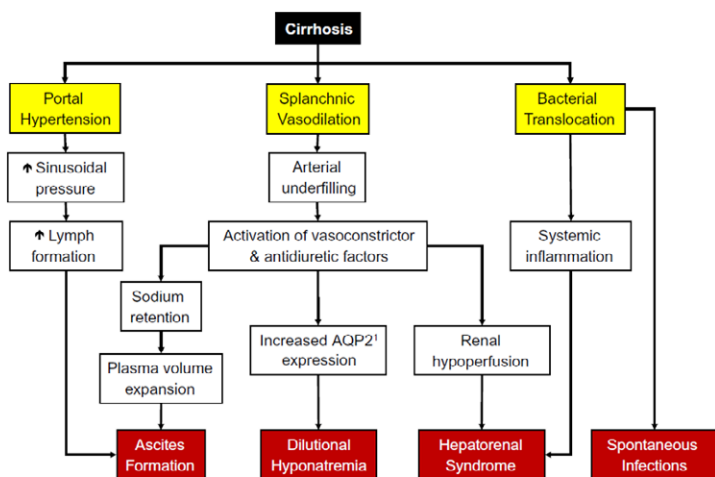 Cirrhosis
Portal
Hypertension
Splanchnic
Vasodilation
Bacterial
Translocation
↑ Sinusoidal
pressure
Arterial
underfilling
↑ Lymph
formation
Activation of vasoconstrictor
& antidiuretic factors
Systemic
inflammation
Sodium
retention
Increased AQP2¹
expression
Renal
hypoperfusion
Plasma volume
expansion
Ascites
Formation
Dilutional
Hyponatremia
Hepatorenal
Syndrome
Spontaneous
Infections